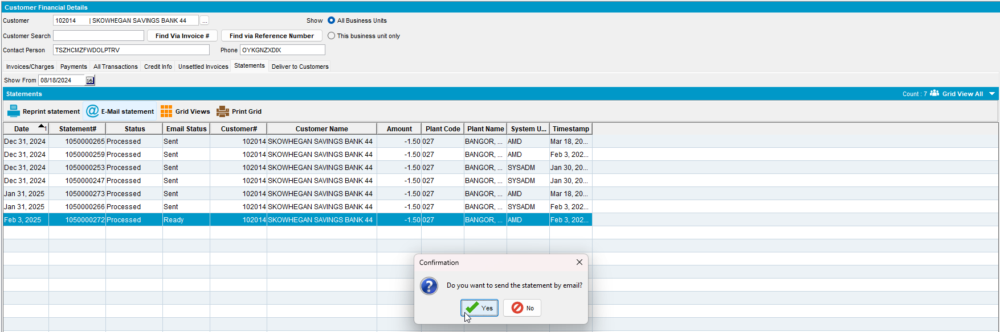 Customer Financial Details
Customer 102014 | SKOWHEGAN SAVINGS BANK 44 ... Show All Business Units
Customer Search Find Via Invoice # Find via Reference Number This business unit only
Contact Person TSZHCMZFWDOLPTRV Phone OYKGNZXDIX
Invoices/Charges Payments All Transactions Credit Info Unsettled Invoices Statements Deliver to Customers
Show From 08/18/2024 16
Statements Count : 7 Grid View All
Reprint statement @ E-Mail statement Grid Views Print Grid
Date 1 Statement# Status Email Status Customer# Customer Name Amount Plant Code Plant Name System U... Timestamp
Dec 31, 2024 1050000265 Processed Sent 102014 SKOWHEGAN SAVINGS BANK 44 -1.50 027 BANGOR, ... AMD Mar 18, 20...
Dec 31, 2024 1050000259 Processed Sent 102014 SKOWHEGAN SAVINGS BANK 44 -1.50 027 BANGOR, ... AMD Feb 3, 202...
Dec 31, 2024 1050000253 Processed Sent 102014 SKOWHEGAN SAVINGS BANK 44 -1.50 027 BANGOR, ... SYSADM Jan 30, 20...
Dec 31, 2024 1050000247 Processed Sent 102014 SKOWHEGAN SAVINGS BANK 44 -1.50 027 BANGOR, ... SYSADM Jan 30, 20...
Jan 31, 2025 1050000273 Processed Sent 102014 SKOWHEGAN SAVINGS BANK 44 -1.50 027 BANGOR, ... AMD Mar 18, 20...
Jan 31, 2025 1050000266 Processed Sent 102014 SKOWHEGAN SAVINGS BANK 44 -1.50 027 BANGOR, ... SYSADM Feb 3, 202...
Feb 3, 2025 1050000272 Processed Ready 102014 SKOWHEGAN SAVINGS BANK 44 -1.50 027 BANGOR, ... AMD Feb 3, 202...
Confirmation
? Do you want to send the statement by email?
Yes No